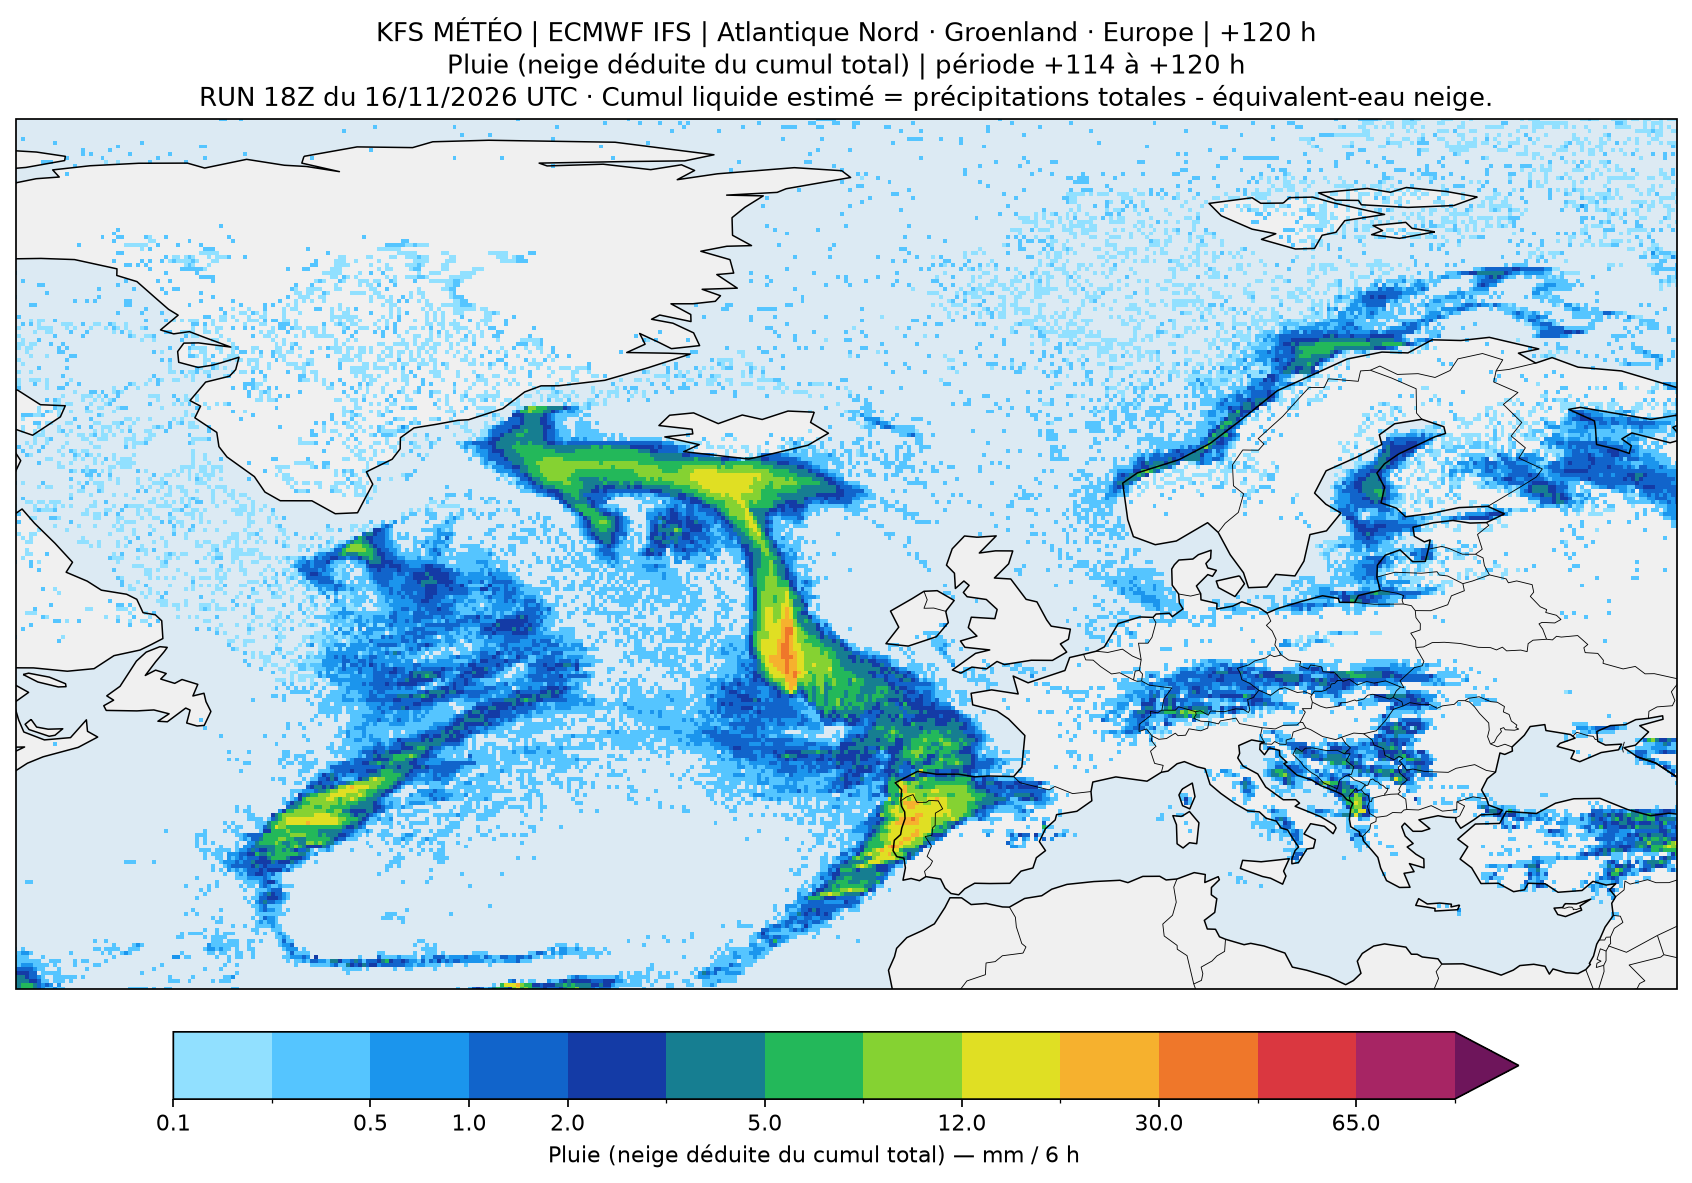 KFS MÉTÉO | ECMWF IFS | Atlantique Nord · Groenland · Europe | +120 h
Pluie (neige déduite du cumul total) | période +114 à +120 h
RUN 18Z du 16/11/2026 UTC · Cumul liquide estimé = précipitations totales - équivalent-eau neige.
0.1 0.5 1.0 2.0 5.0 12.0 30.0 65.0
Pluie (neige déduite du cumul total) — mm / 6 h